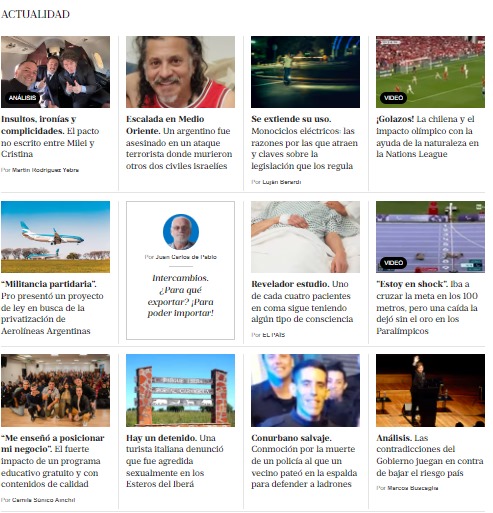 ACTUALIDAD
ANÁLISIS
Insultos, ironías y
complicidades. El pacto
no escrito entre Milei y
Cristina
Por Martín Rodríguez Yebra
Escalada en Medio
Oriente. Un argentino fue
asesinado en un ataque
terrorista donde murieron
otros dos civiles israelíes
Se extiende su uso.
Monociclos eléctricos: las
razones por las que atraen
y claves sobre la
legislación que los regula
Por Luján Berardi
VIDEO
¡Golazos! La chilena y el
impacto olímpico con la
ayuda de la naturaleza en
la Nations League
“Militancia partidaria”.
Pro presentó un proyecto
de ley en busca de la
privatización de
Aerolíneas Argentinas
Por Juan Carlos de Pablo
Intercambios.
¿Para qué
exportar? ¡Para
poder importar!
Revelador estudio. Uno
de cada cuatro pacientes
en coma sigue teniendo
algún tipo de consciencia
Por EL PAÍS
VIDEO
"Estoy en shock". Iba a
cruzar la meta en los 100
metros, pero una caída la
dejó sin el oro en los
Paralímpicos
“Me enseñó a posicionar
mi negocio”. El fuerte
impacto de un programa
educativo gratuito y con
contenidos de calidad
Por Camila Súnico Ainchil
Hay un detenido. Una
turista italiana denunció
que fue agredida
sexualmente en los
Esteros del Iberá
Conurbano salvaje.
Conmoción por la muerte
de un policía al que un
vecino pateó en la espalda
para defender a ladrones
Análisis. Las
contradicciones del
Gobierno juegan en contra
de bajar el riesgo país
Por Marcos Buscaglia